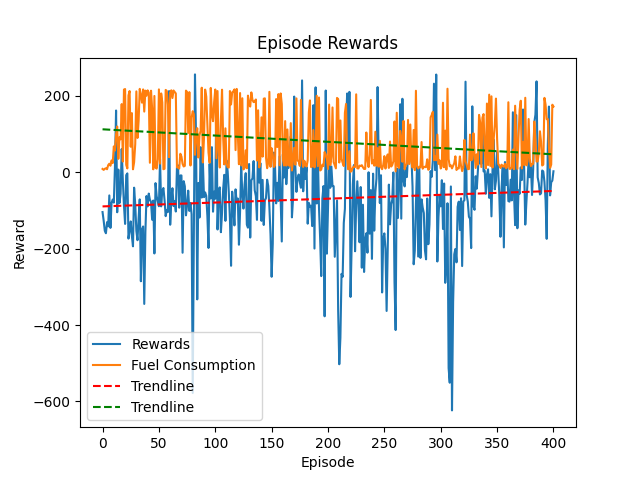 Episode Rewards
Reward
200
0
−200
−400
−600
Rewards
Fuel Consumption
Trendline
Trendline
0
50
100
150
200
250
300
350
400
Episode